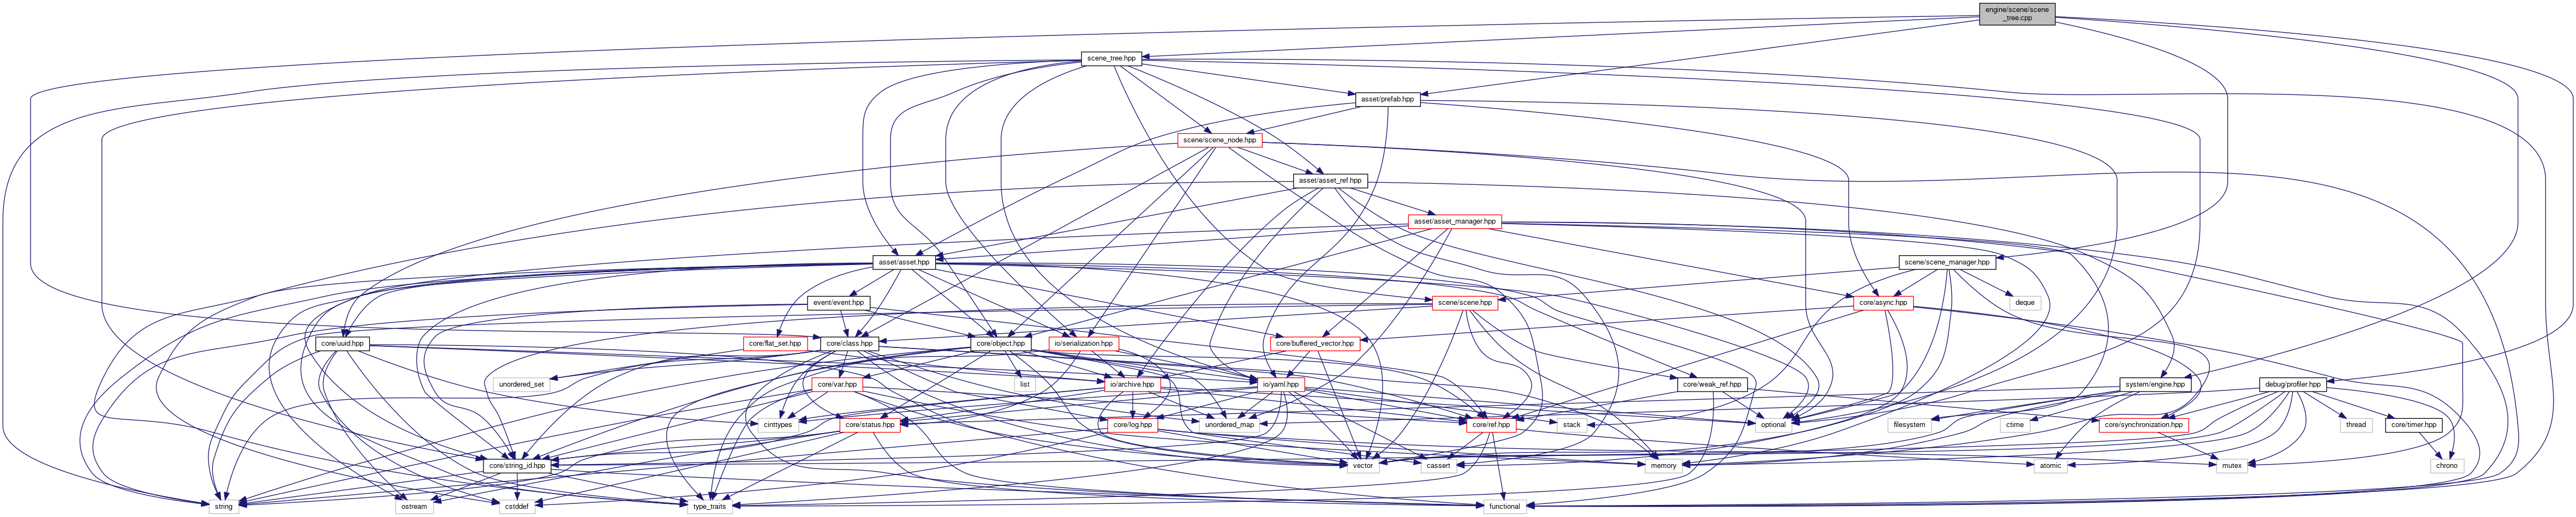 engine/scene/scene
_tree.cpp
scene_tree.hpp
asset/prefab.hpp
scene/scene_node.hpp
asset/asset_ref.hpp
asset/asset_manager.hpp
asset/asset.hpp
scene/scene_manager.hpp
event/event.hpp
scene/scene.hpp
core/async.hpp
deque
core/uuid.hpp
core/flat_set.hpp
core/class.hpp
core/object.hpp
io/serialization.hpp
core/buffered_vector.hpp
unordered_set
core/var.hpp
list
io/archive.hpp
io/yaml.hpp
core/weak_ref.hpp
system/engine.hpp
debug/profiler.hpp
cinttypes
core/status.hpp
core/log.hpp
unordered_map
core/ref.hpp
stack
optional
filesystem
ctime
core/synchronization.hpp
thread
core/timer.hpp
core/string_id.hpp
vector
cassert
memory
atomic
mutex
chrono
string
ostream
cstddef
type_traits
functional